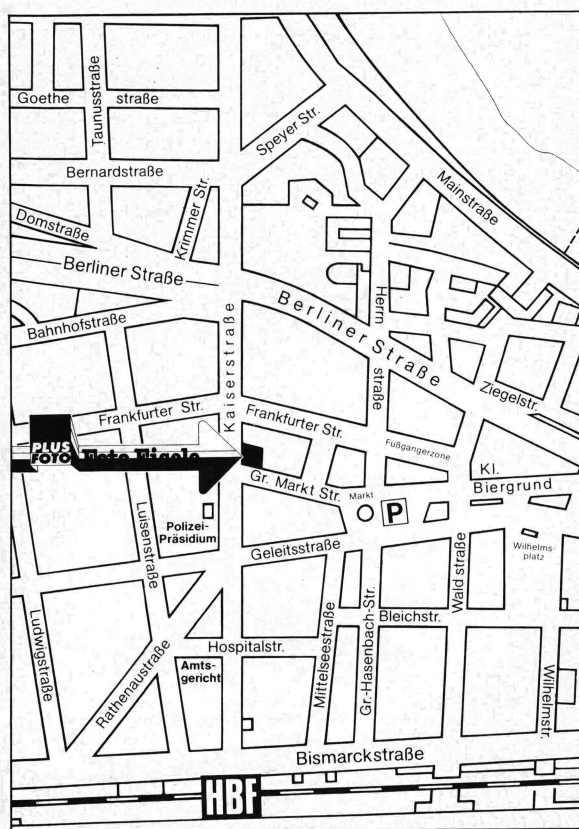 Goethe straße
Taunusstraße
Speyer Str.
Bernardstraße
Krimmer Str.
Mainstraße
Domstraße
Berliner Straße
Berliner Straße
Herrn straße
Bahnhofstraße
Kaiserstraße
Ziegelstr.
Frankfurter Str.
Frankfurter Str.
Fußgangerzone
PLUS
FOTO
Foto Eigele
Kl.
Biergrund
Gr. Markt Str.
Markt
P
Luisenstraße
Polizei-
Präsidium
Geleitsstraße
Wald straße
Wilhelms-
platz
Ludwigstraße
Mittelseestraße
Gr.-Hasenbach-Str.
Bleichstr.
Hospitalstr.
Rathenaustraße
Amts-
gericht
Wilhelmstr.
Bismarckstraße
HBF